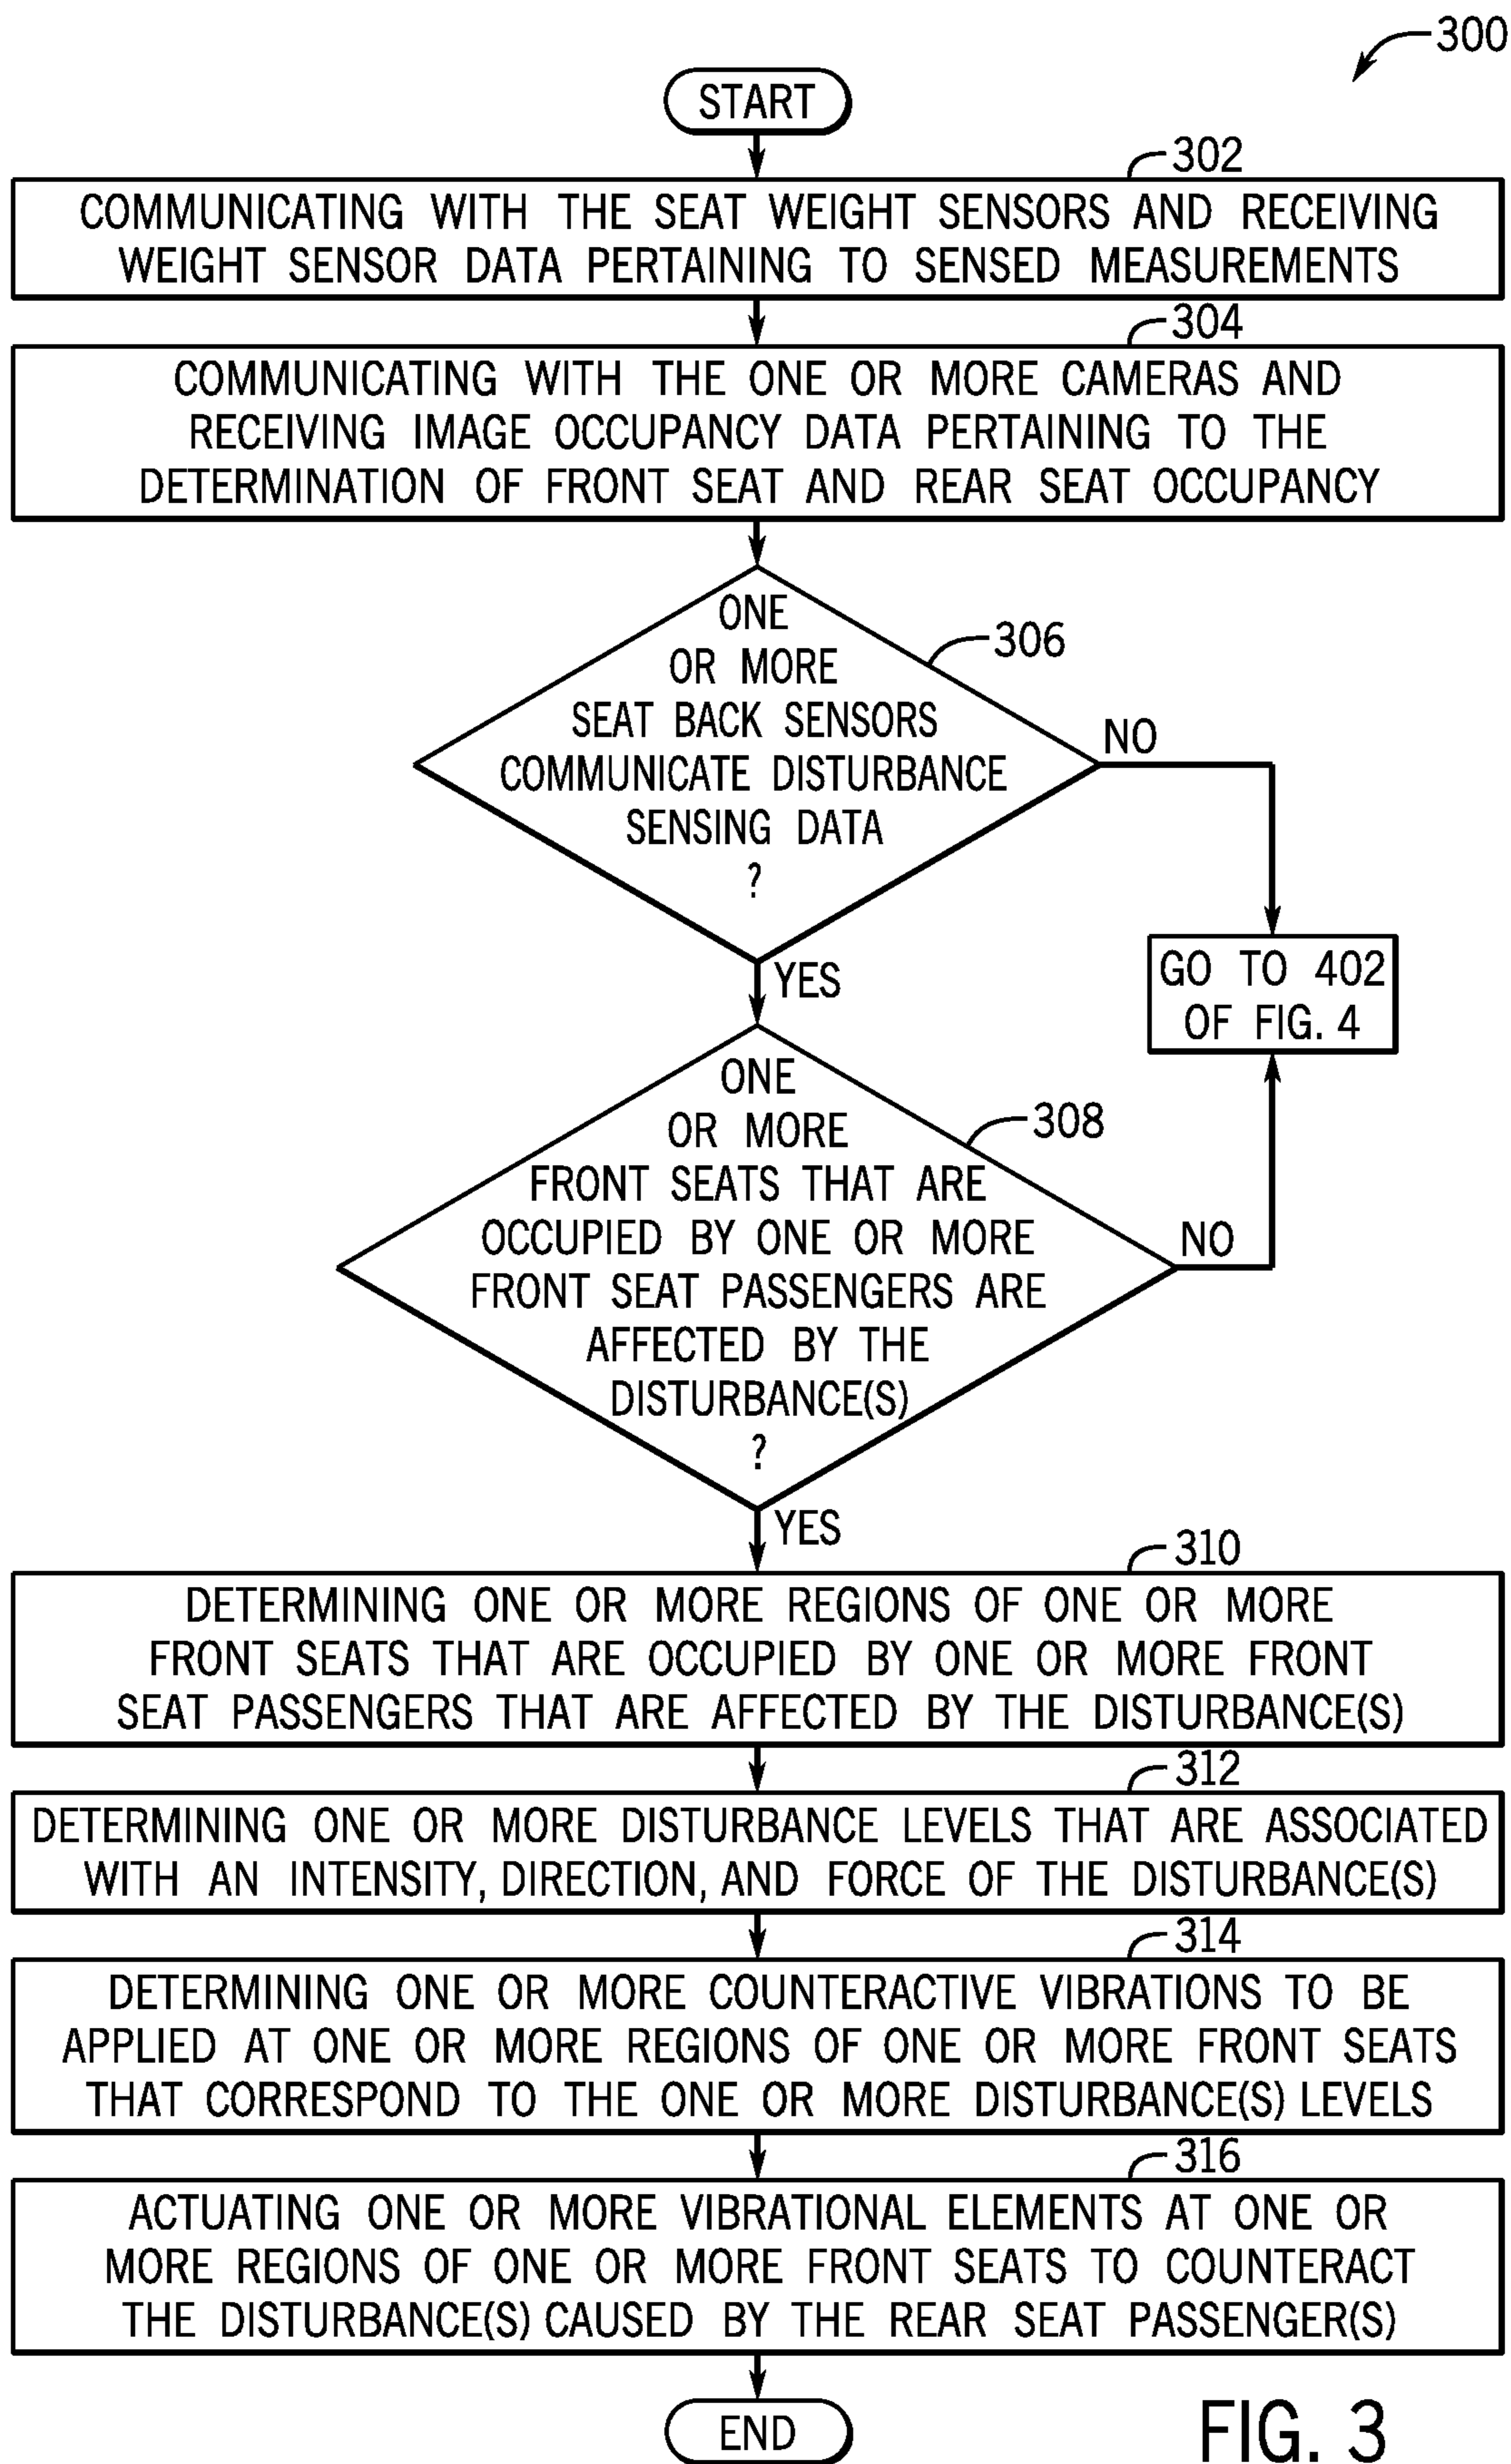 300
START
302
COMMUNICATING WITH THE SEAT WEIGHT SENSORS AND RECEIVING
WEIGHT SENSOR DATA PERTAINING TO SENSED MEASUREMENTS
304
COMMUNICATING WITH THE ONE OR MORE CAMERAS AND
RECEIVING IMAGE OCCUPANCY DATA PERTAINING TO THE
DETERMINATION OF FRONT SEAT AND REAR SEAT OCCUPANCY
306
ONE
OR MORE
SEAT BACK SENSORS
COMMUNICATE DISTURBANCE
SENSING DATA
?
NO
YES
GO TO 402
OF FIG. 4
308
ONE
OR MORE
FRONT SEATS THAT ARE
OCCUPIED BY ONE OR MORE
FRONT SEAT PASSENGERS ARE
AFFECTED BY THE
DISTURBANCE(S)
?
NO
YES
310
DETERMINING ONE OR MORE REGIONS OF ONE OR MORE
FRONT SEATS THAT ARE OCCUPIED BY ONE OR MORE FRONT
SEAT PASSENGERS THAT ARE AFFECTED BY THE DISTURBANCE(S)
312
DETERMINING ONE OR MORE DISTURBANCE LEVELS THAT ARE ASSOCIATED
WITH AN INTENSITY, DIRECTION, AND FORCE OF THE DISTURBANCE(S)
314
DETERMINING ONE OR MORE COUNTERACTIVE VIBRATIONS TO BE
APPLIED AT ONE OR MORE REGIONS OF ONE OR MORE FRONT SEATS
THAT CORRESPOND TO THE ONE OR MORE DISTURBANCE(S) LEVELS
316
ACTUATING ONE OR MORE VIBRATIONAL ELEMENTS AT ONE OR
MORE REGIONS OF ONE OR MORE FRONT SEATS TO COUNTERACT
THE DISTURBANCE(S) CAUSED BY THE REAR SEAT PASSENGER(S)
END
FIG. 3